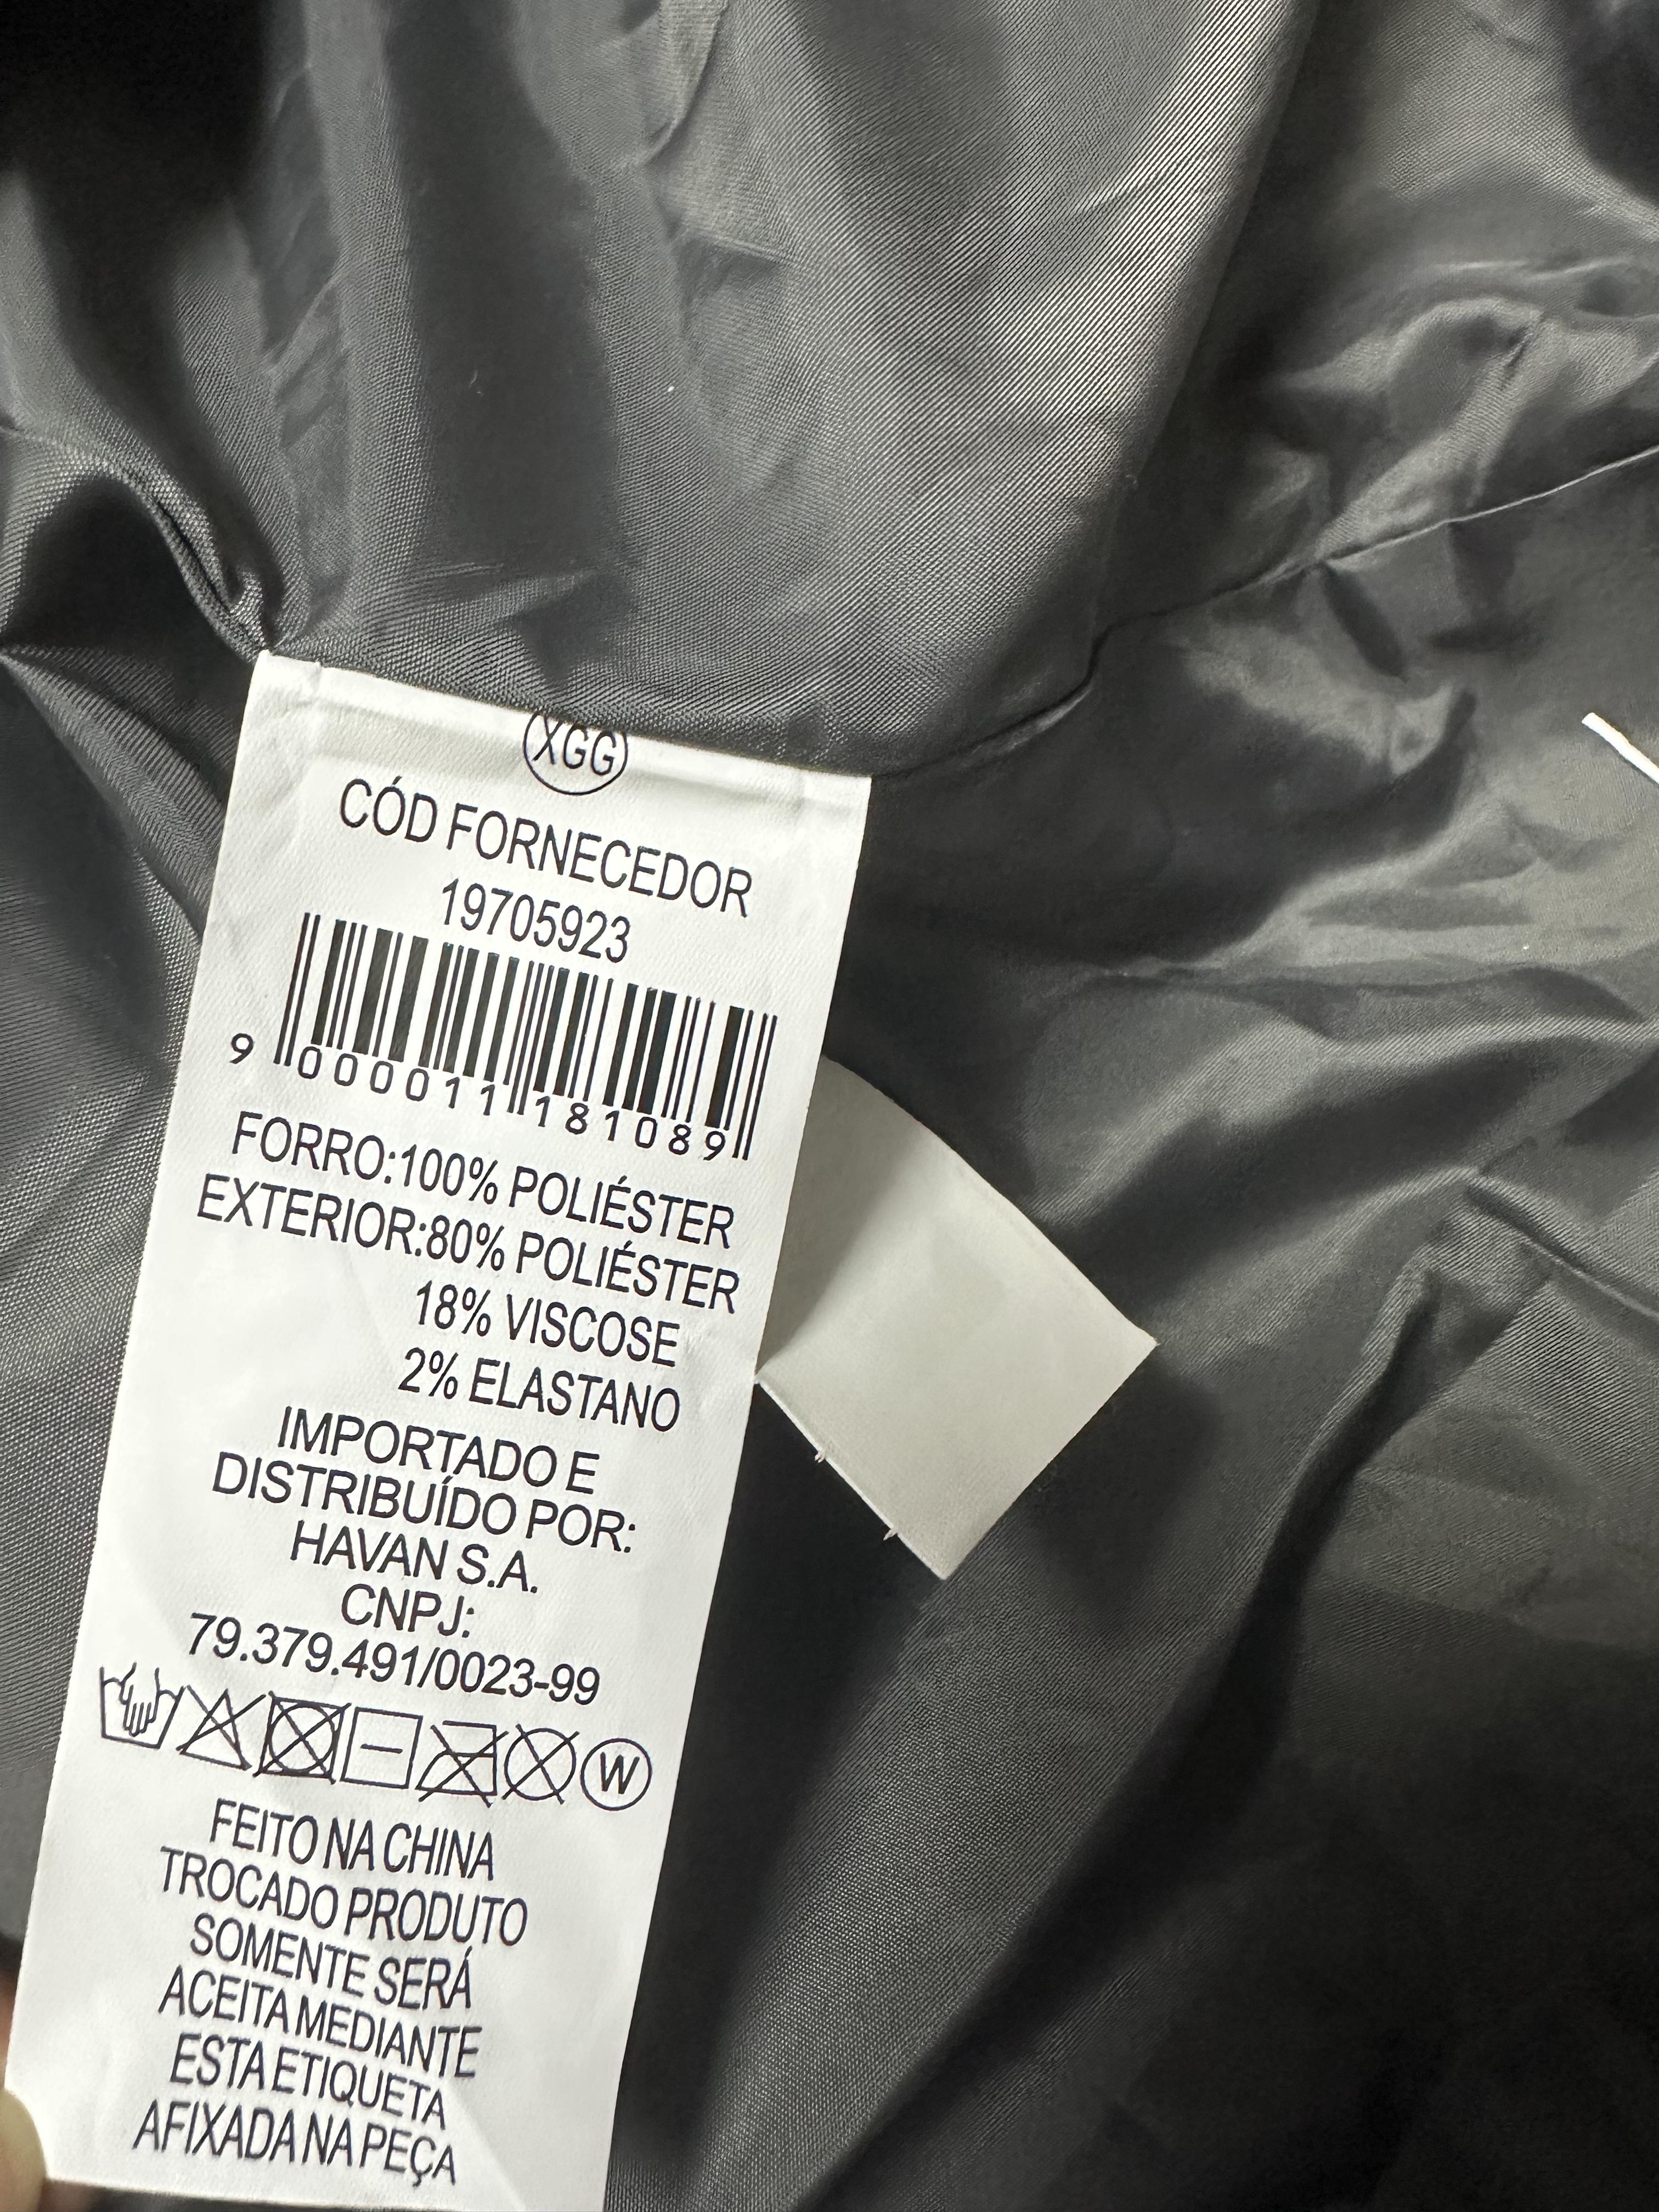 XGG
CÓD FORNECEDOR
19705923
9 000011 181089
FORRO:100% POLIÉSTER
EXTERIOR:80% POLIÉSTER
18% VISCOSE
2% ELASTANO
IMPORTADO E
DISTRIBUÍDO POR:
HAVAN S.A.
CNPJ:
79.379.491/0023-99
W
FEITO NA CHINA
TROCADO PRODUTO
SOMENTE SERÁ
ACEITA MEDIANTE
ESTA ETIQUETA
AFIXADA NA PEÇA